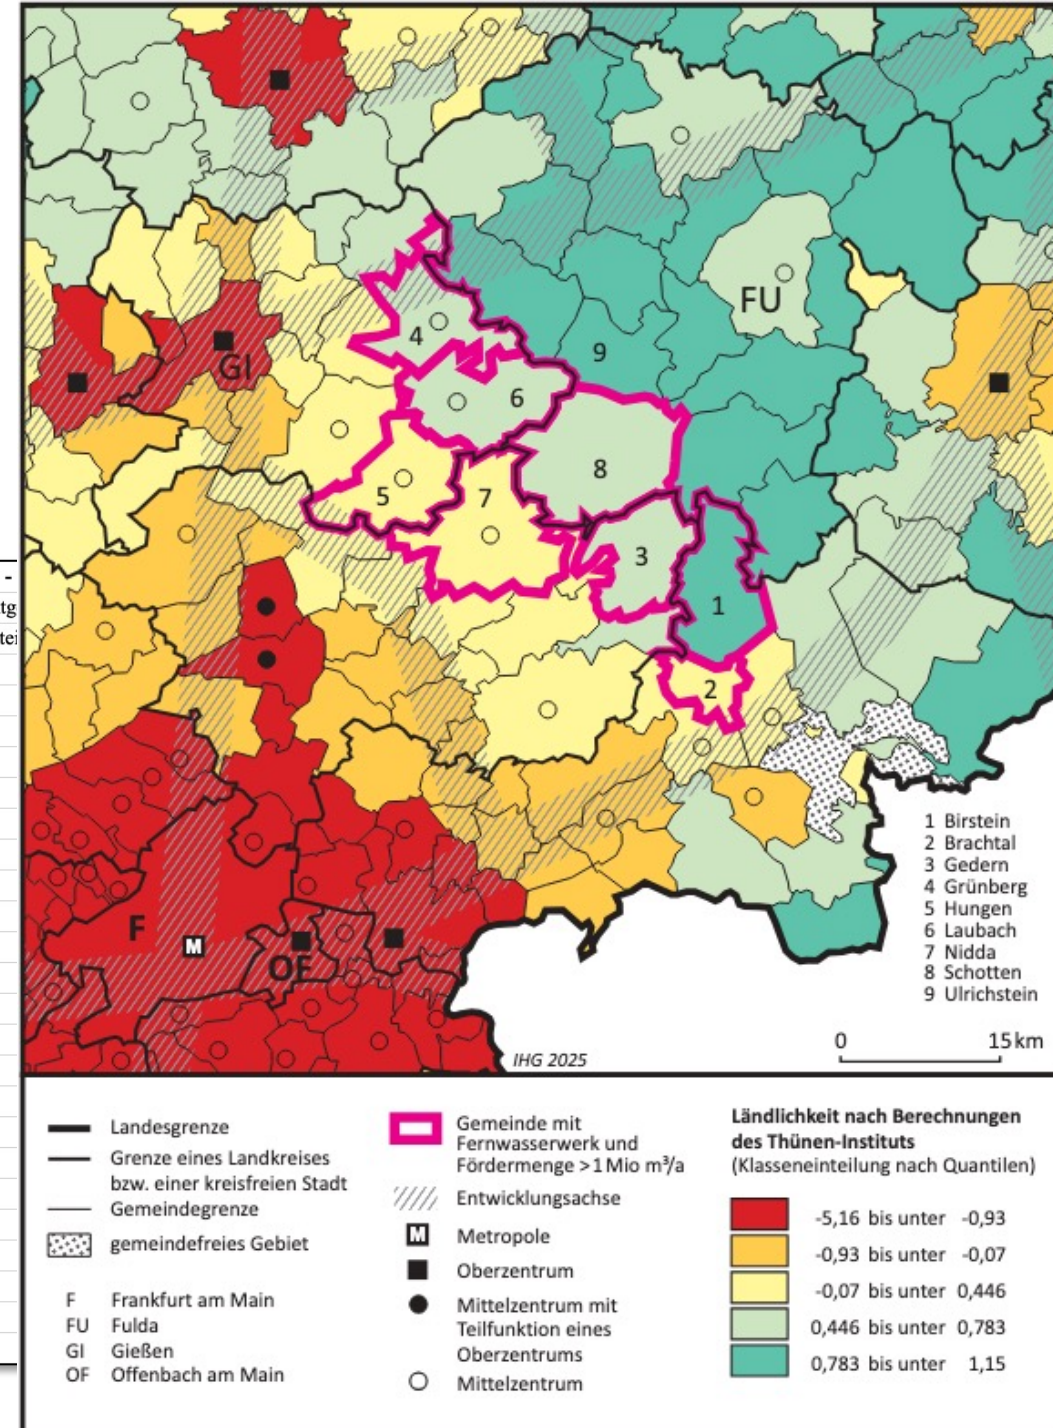 -
tg
tei
GI
FU
4
9
6
8
5
7
3
1
2
F
M
OF
1 Birstein
2 Brachtal
3 Gedern
4 Grünberg
5 Hungen
6 Laubach
7 Nidda
8 Schotten
9 Ulrichstein
0 15 km
IHG 2025
Landesgrenze
Grenze eines Landkreises
bzw. einer kreisfreien Stadt
Gemeindegrenze
gemeindefreies Gebiet
F Frankfurt am Main
FU Fulda
GI Gießen
OF Offenbach am Main
Gemeinde mit
Fernwasserwerk und
Fördermenge >1 Mio m³/a
Entwicklungsachse
M Metropole
Oberzentrum
Mittelzentrum mit
Teilfunktion eines
Oberzentrums
Mittelzentrum
Ländlichkeit nach Berechnungen
des Thünen-Instituts
(Klasseneinteilung nach Quantilen)
-5,16 bis unter -0,93
-0,93 bis unter -0,07
-0,07 bis unter 0,446
0,446 bis unter 0,783
0,783 bis unter 1,15